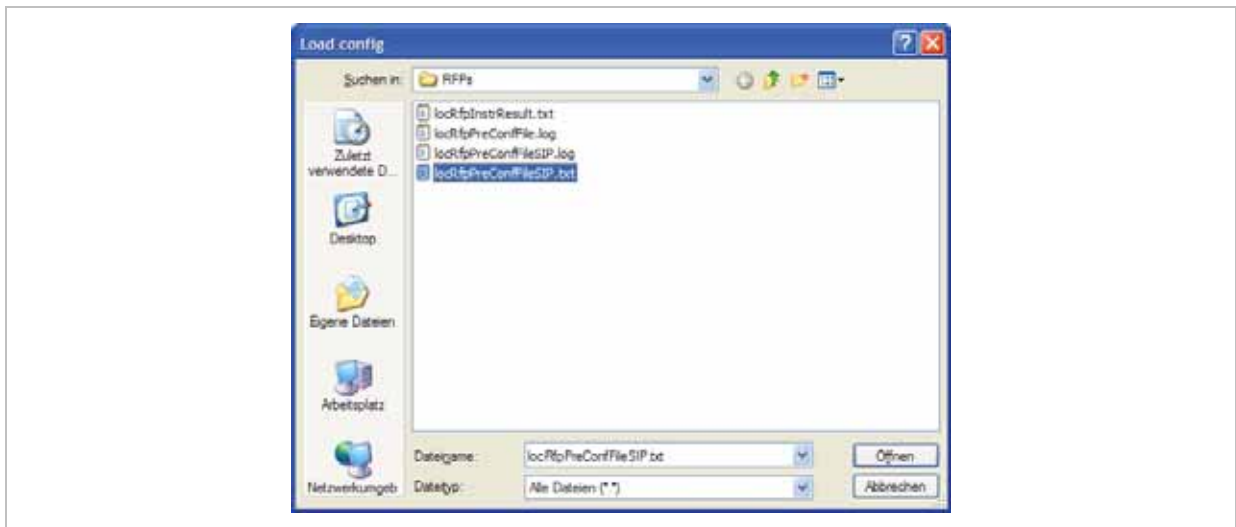 Load config
Suchen in:
RFPs
locRfpInstrResult.txt
locRfpPreConfFile.log
locRfpPreConfFileSIP.log
locRfpPreConfFileSIP.txt
Zuletzt
verwendete D...
Desktop
Eigene Dateien
Arbeitsplatz
Netzwerkumgeb
Dateiname:
locRfpPreConfFileSIP.txt
Öffnen
Dateityp:
Alle Dateien (*.*)
Abbrechen